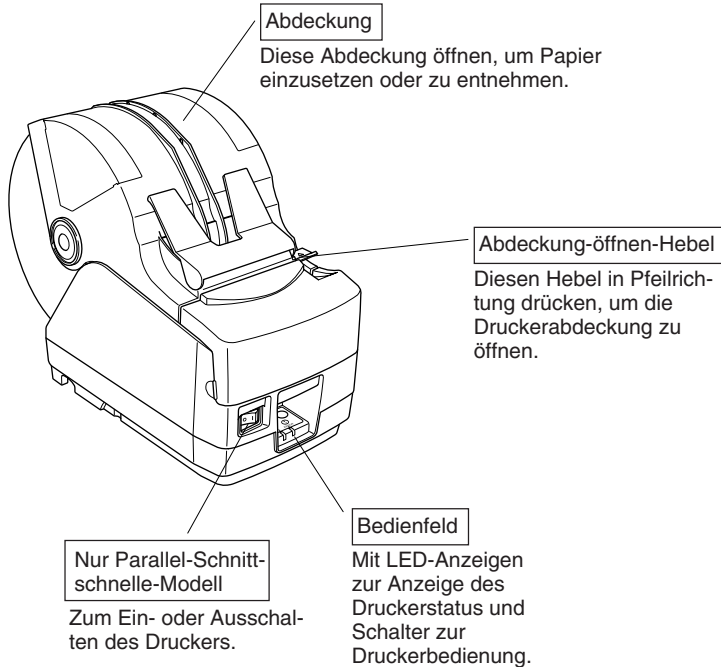 Abdeckung
Diese Abdeckung öffnen, um Papier
einzusetzen oder zu entnehmen.
Abdeckung-öffnen-Hebel
Diesen Hebel in Pfeilrich-
tung drücken, um die
Druckerabdeckung zu
öffnen.
Nur Parallel-Schnitt-
schnelle-Modell
Zum Ein- oder Ausschal-
ten des Druckers.
Bedienfeld
Mit LED-Anzeigen
zur Anzeige des
Druckerstatus und
Schalter zur
Druckerbedienung.